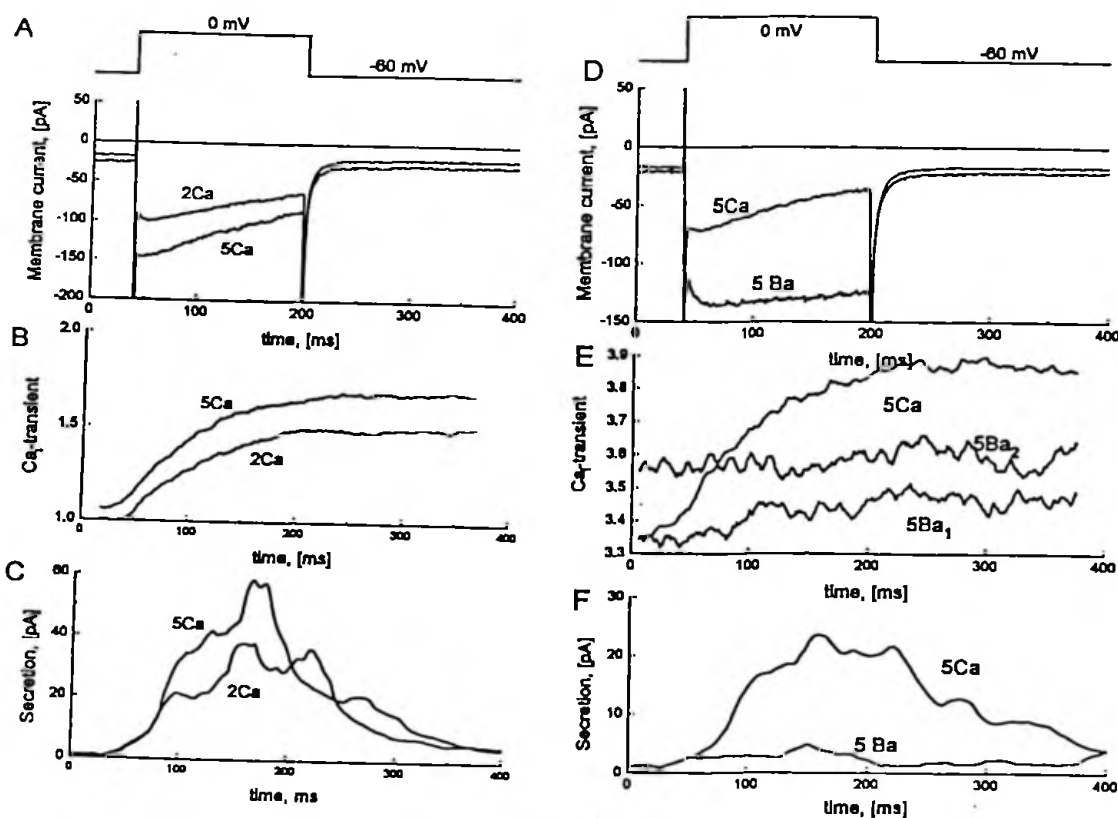 A
0 mV
-60 mV
50
0
-50
-100
-150
-200
Membrane current, [pA]
2Ca
5Ca
0
100
200
300
400
time, [ms]
B
2.0
1.5
1.0
Caᵢ-transient
5Ca
2Ca
0
100
200
300
400
time, [ms]
C
60
40
20
0
Secretion, [pA]
5Ca
2Ca
0
100
200
300
400
time, ms
D
0 mV
-60 mV
50
0
-50
-100
-150
Membrane current, [pA]
5Ca
5 Ba
0
100
200
300
400
time, [ms]
E
3.9
3.8
3.7
3.6
3.5
3.4
3.3
Caᵢ-transient
5Ca
5Ba₂
5Ba₁
0
100
200
300
400
time, [ms]
F
30
20
10
0
Secretion, [pA]
5Ca
5 Ba
0
100
200
300
400
time, [ms]